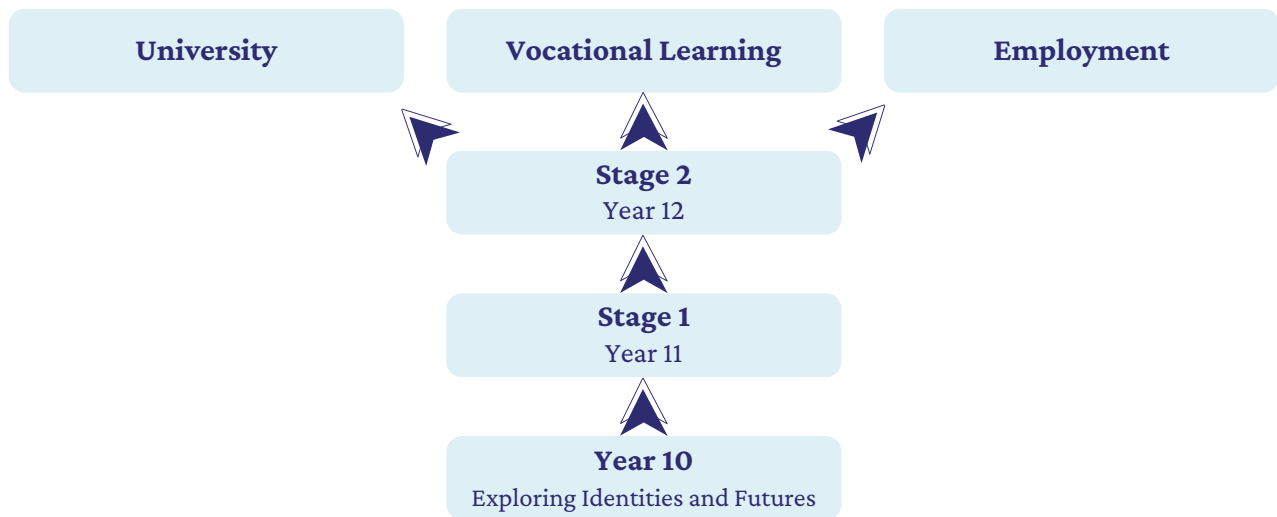 University
Vocational Learning
Employment
Stage 2
Year 12
Stage 1
Year 11
Year 10
Exploring Identities and Futures